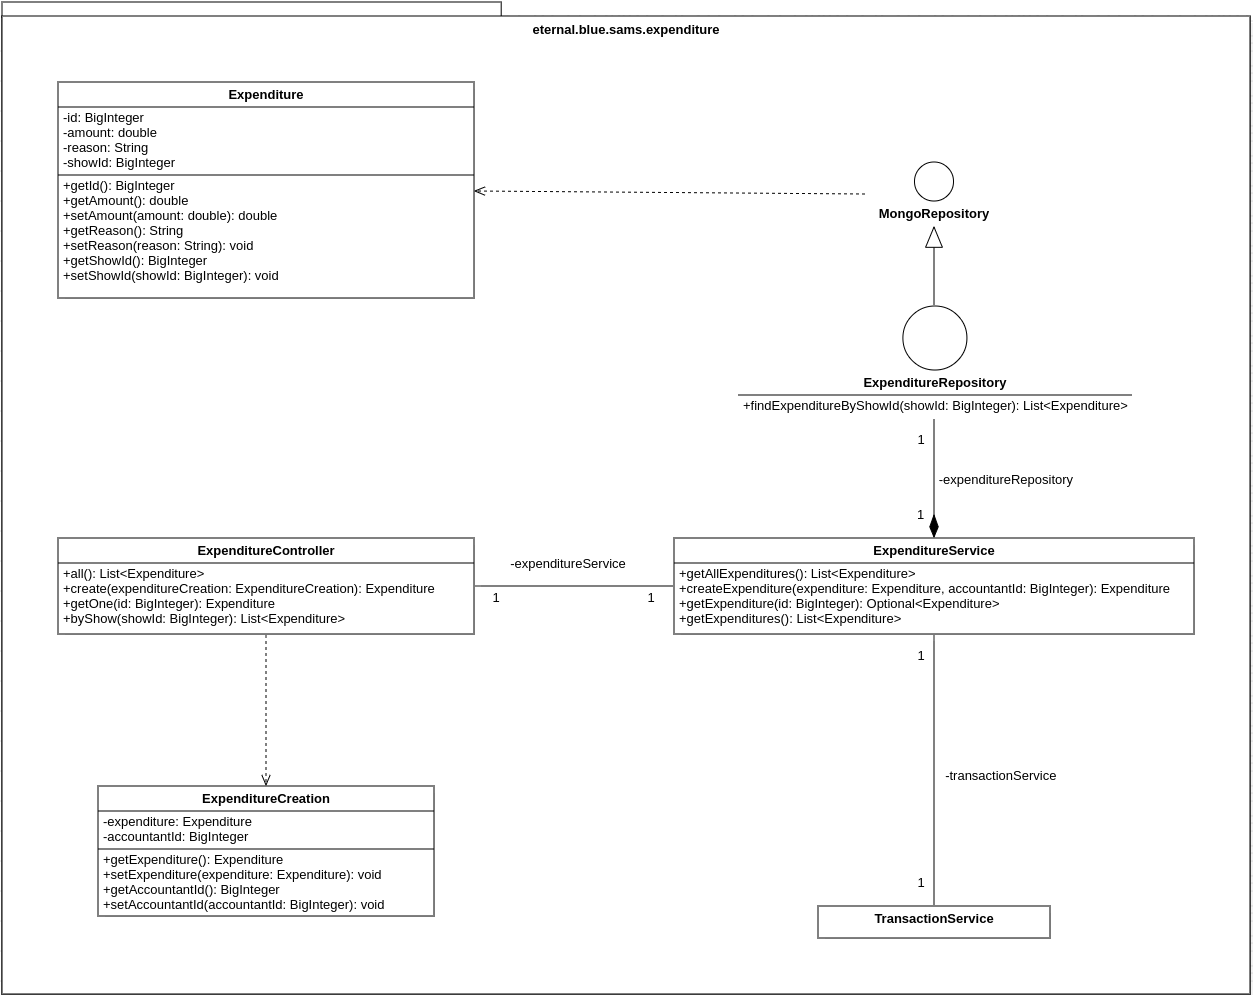 eternal.blue.sams.expenditure
Expenditure
-id: BigInteger
-amount: double
-reason: String
-showId: BigInteger
+getId(): BigInteger
+getAmount(): double
+setAmount(amount: double): double
+getReason(): String
+setReason(reason: String): void
+getShowId(): BigInteger
+setShowId(showId: BigInteger): void
MongoRepository
ExpenditureRepository
+findExpenditureByShowId(showId: BigInteger): List<Expenditure>
1
-expenditureRepository
1
ExpenditureController
+all(): List<Expenditure>
+create(expenditureCreation: ExpenditureCreation): Expenditure
+getOne(id: BigInteger): Expenditure
+byShow(showId: BigInteger): List<Expenditure>
-expenditureService
1
1
ExpenditureService
+getAllExpenditures(): List<Expenditure>
+createExpenditure(expenditure: Expenditure, accountantId: BigInteger): Expenditure
+getExpenditure(id: BigInteger): Optional<Expenditure>
+getExpenditures(): List<Expenditure>
1
-transactionService
1
ExpenditureCreation
-expenditure: Expenditure
-accountantId: BigInteger
+getExpenditure(): Expenditure
+setExpenditure(expenditure: Expenditure): void
+getAccountantId(): BigInteger
+setAccountantId(accountantId: BigInteger): void
TransactionService